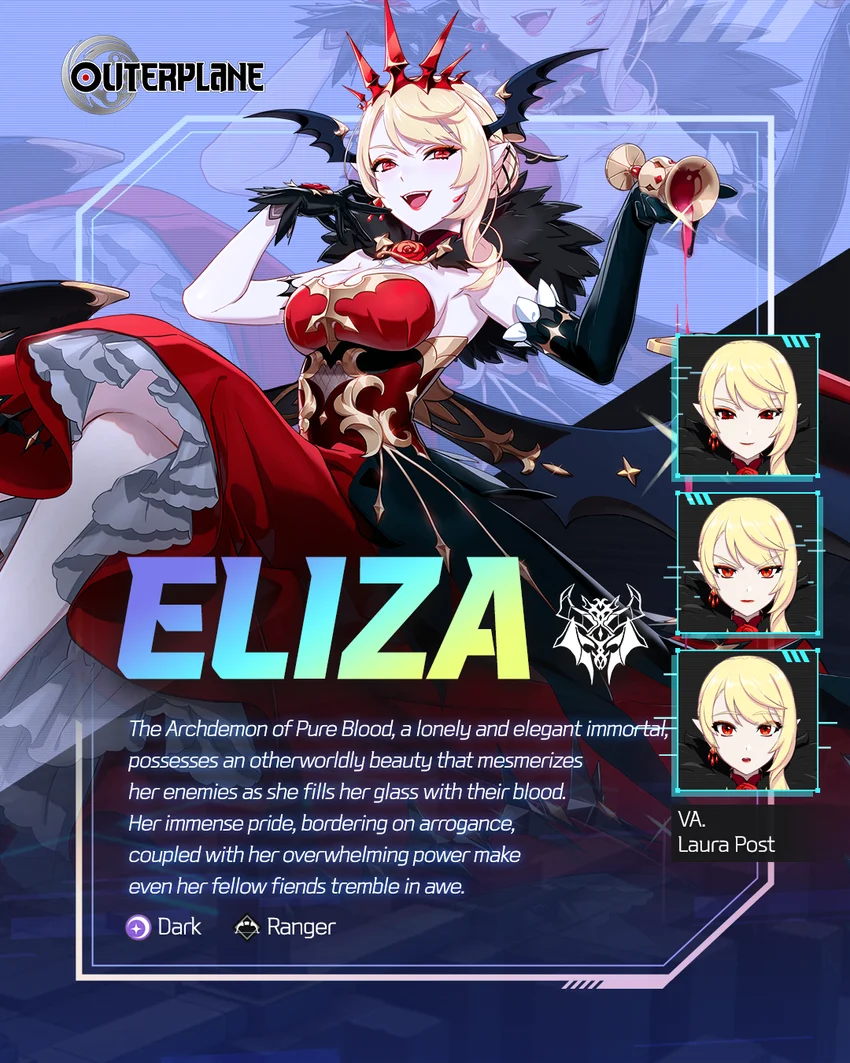 OUTERPLANE
ELIZA
The Archdemon of Pure Blood, a lonely and elegant immortal,
possesses an otherworldly beauty that mesmerizes
her enemies as she fills her glass with their blood.
Her immense pride, bordering on arrogance,
coupled with her overwhelming power make
even her fellow fiends tremble in awe.
Dark Ranger
VA.
Laura Post